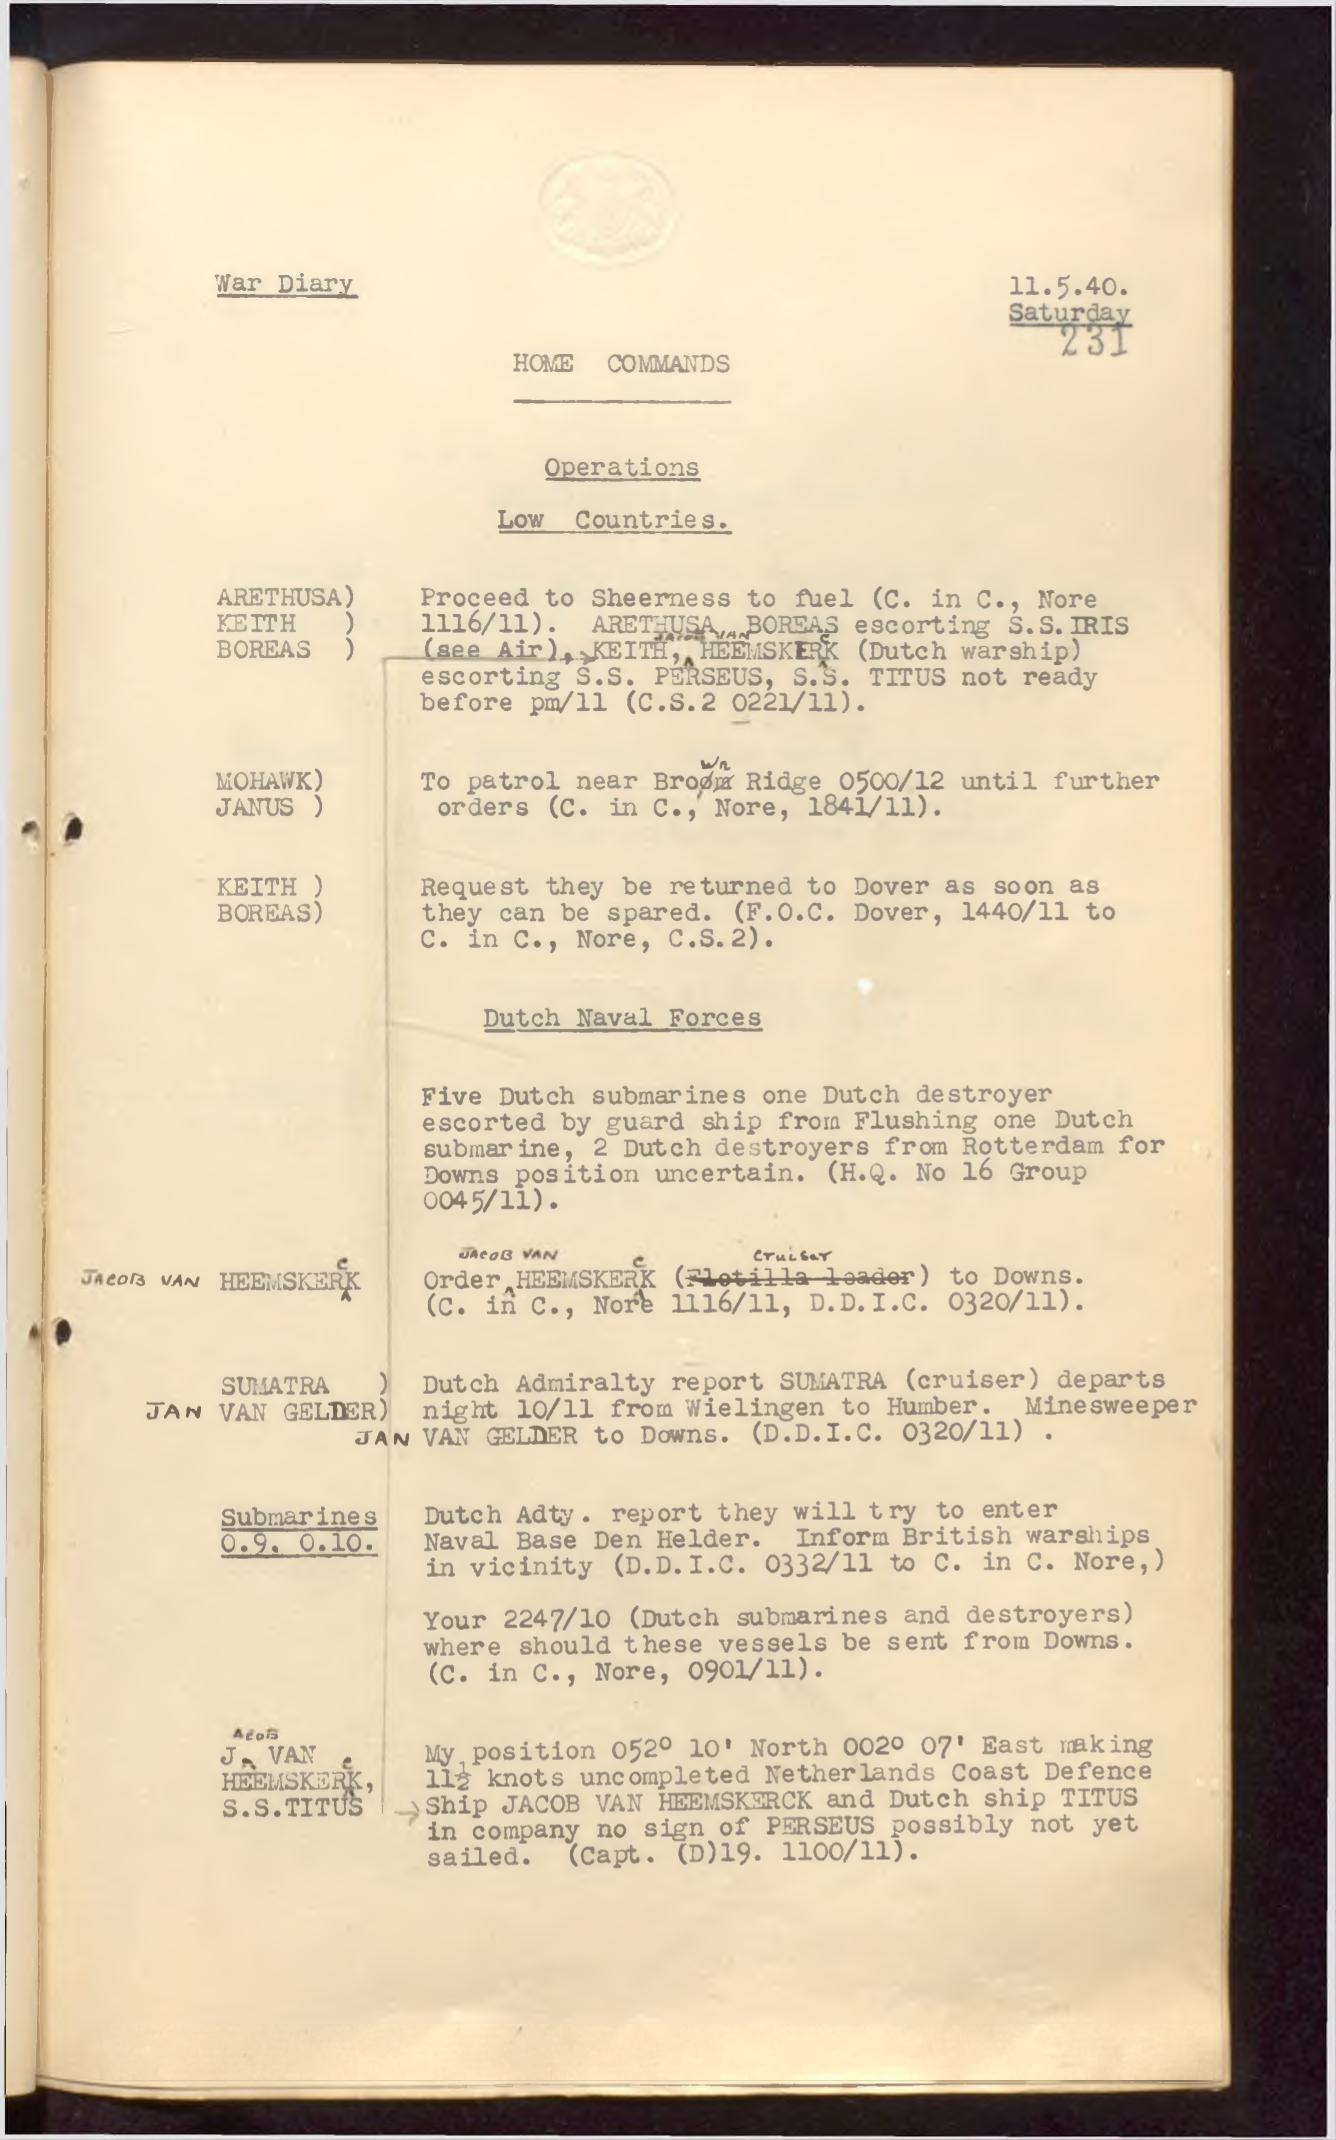 War Diary
11.5.40.
Saturday
231
HOME COMMANDS
Operations
Low Countries.
ARETHUSA) Proceed to Sheerness to fuel (C. in C., Nore
KEITH ) 1116/11). ARETHUSA, BOREAS escorting S.S. IRIS
BOREAS ) (see Air), KEITH, JACOB VAN HEEMSKERCK (Dutch warship)
escorting S.S. PERSEUS, S.S. TITUS not ready
before pm/11 (C.S.2 0221/11).
MOHAWK) To patrol near Brown Ridge 0500/12 until further
JANUS ) orders (C. in C., Nore, 1841/11).
KEITH ) Request they be returned to Dover as soon as
BOREAS) they can be spared. (F.O.C. Dover, 1440/11 to
C. in C., Nore, C.S.2).
Dutch Naval Forces
Five Dutch submarines one Dutch destroyer
escorted by guard ship from Flushing one Dutch
submarine, 2 Dutch destroyers from Rotterdam for
Downs position uncertain. (H.Q. No 16 Group
0045/11).
JACOB VAN HEEMSKERCK Order JACOB VAN HEEMSKERCK (Flotilla leader Cruiser) to Downs.
(C. in C., Nore 1116/11, D.D.I.C. 0320/11).
SUMATRA ) Dutch Admiralty report SUMATRA (cruiser) departs
JAN VAN GELDER) night 10/11 from Wielingen to Humber. Minesweeper
JAN VAN GELDER to Downs. (D.D.I.C. 0320/11) .
Submarines Dutch Adty. report they will try to enter
O.9. O.10. Naval Base Den Helder. Inform British warships
in vicinity (D.D.I.C. 0332/11 to C. in C. Nore,)
Your 2247/10 (Dutch submarines and destroyers)
where should these vessels be sent from Downs.
(C. in C., Nore, 0901/11).
JACOB VAN My position 052º 10' North 002º 07' East making
HEEMSKERCK, 11½ knots uncompleted Netherlands Coast Defence
S.S.TITUS Ship JACOB VAN HEEMSKERCK and Dutch ship TITUS
in company no sign of PERSEUS possibly not yet
sailed. (Capt. (D)19. 1100/11).